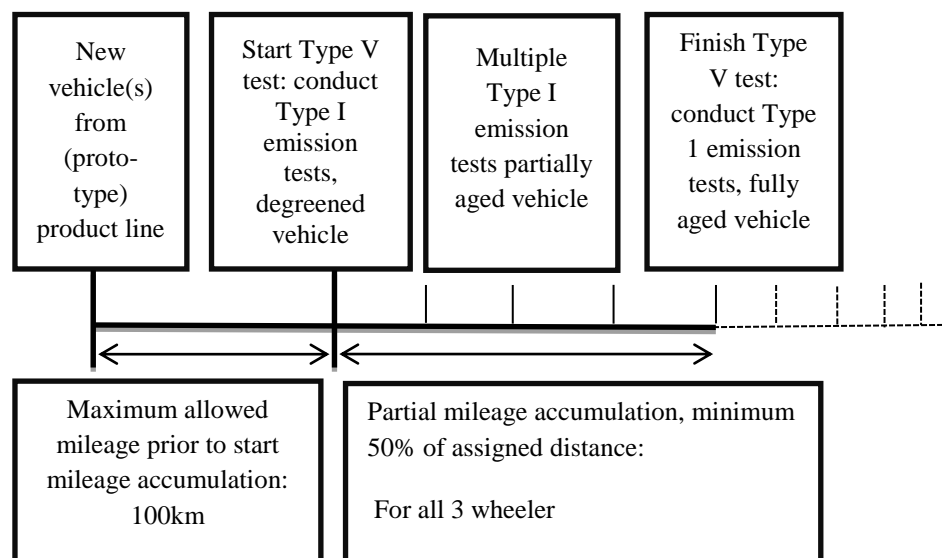 New
vehicle(s)
from
(proto-
type)
product line
Start Type V
test: conduct
Type I
emission
tests,
degreened
vehicle
Multiple
Type I
emission
tests partially
aged vehicle
Finish Type
V test:
conduct Type
1 emission
tests, fully
aged vehicle
Maximum allowed
mileage prior to start
mileage accumulation:
100km
Partial mileage accumulation, minimum
50% of assigned distance:
For all 3 wheeler